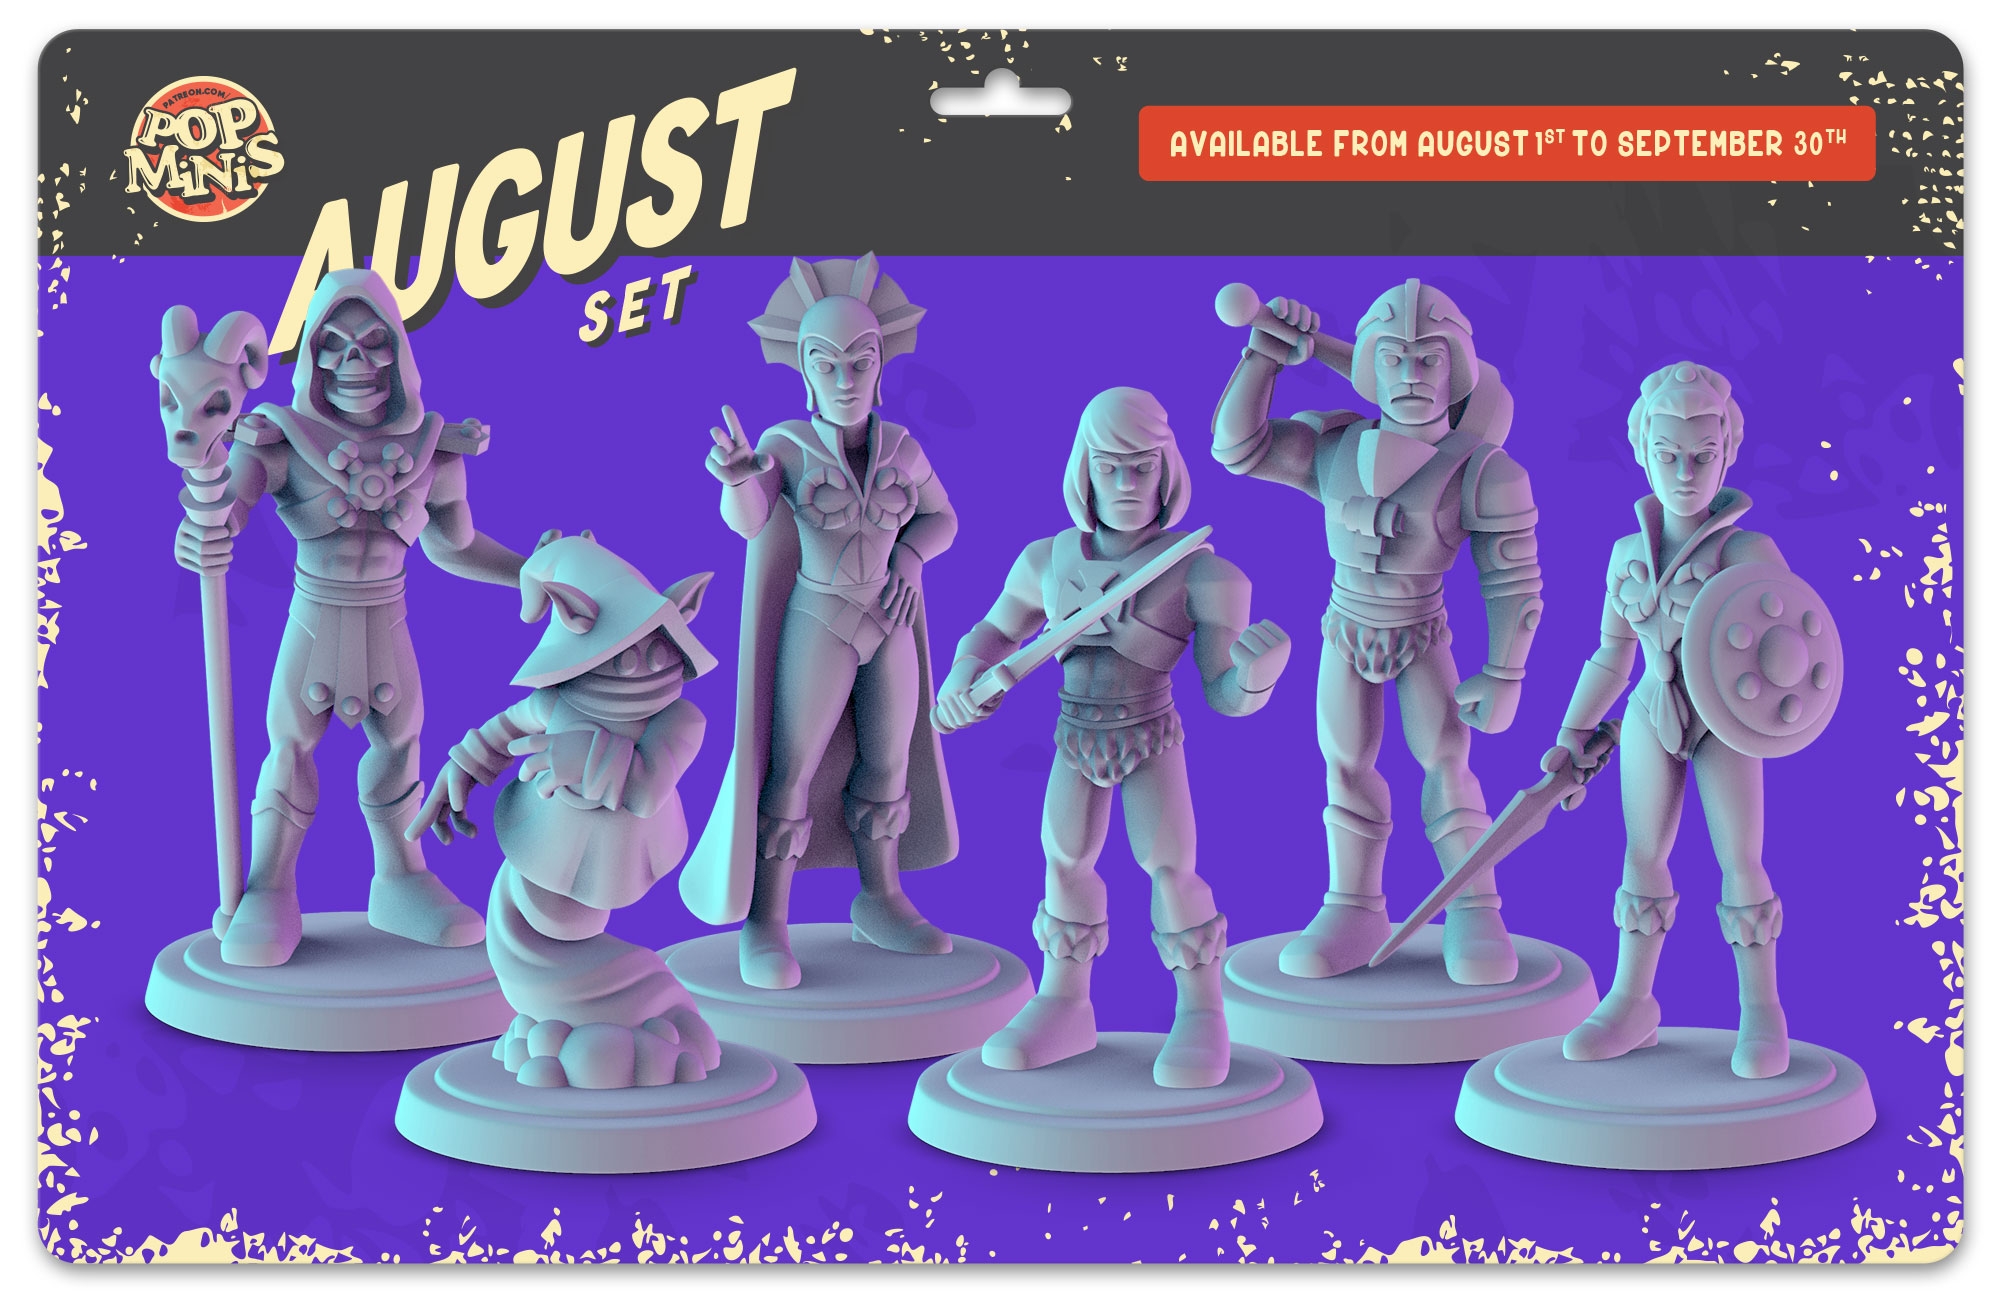 PATREON.COM/
POP
MINIS
AUGUST
SET
AVAILABLE FROM AUGUST 1ST TO SEPTEMBER 30TH